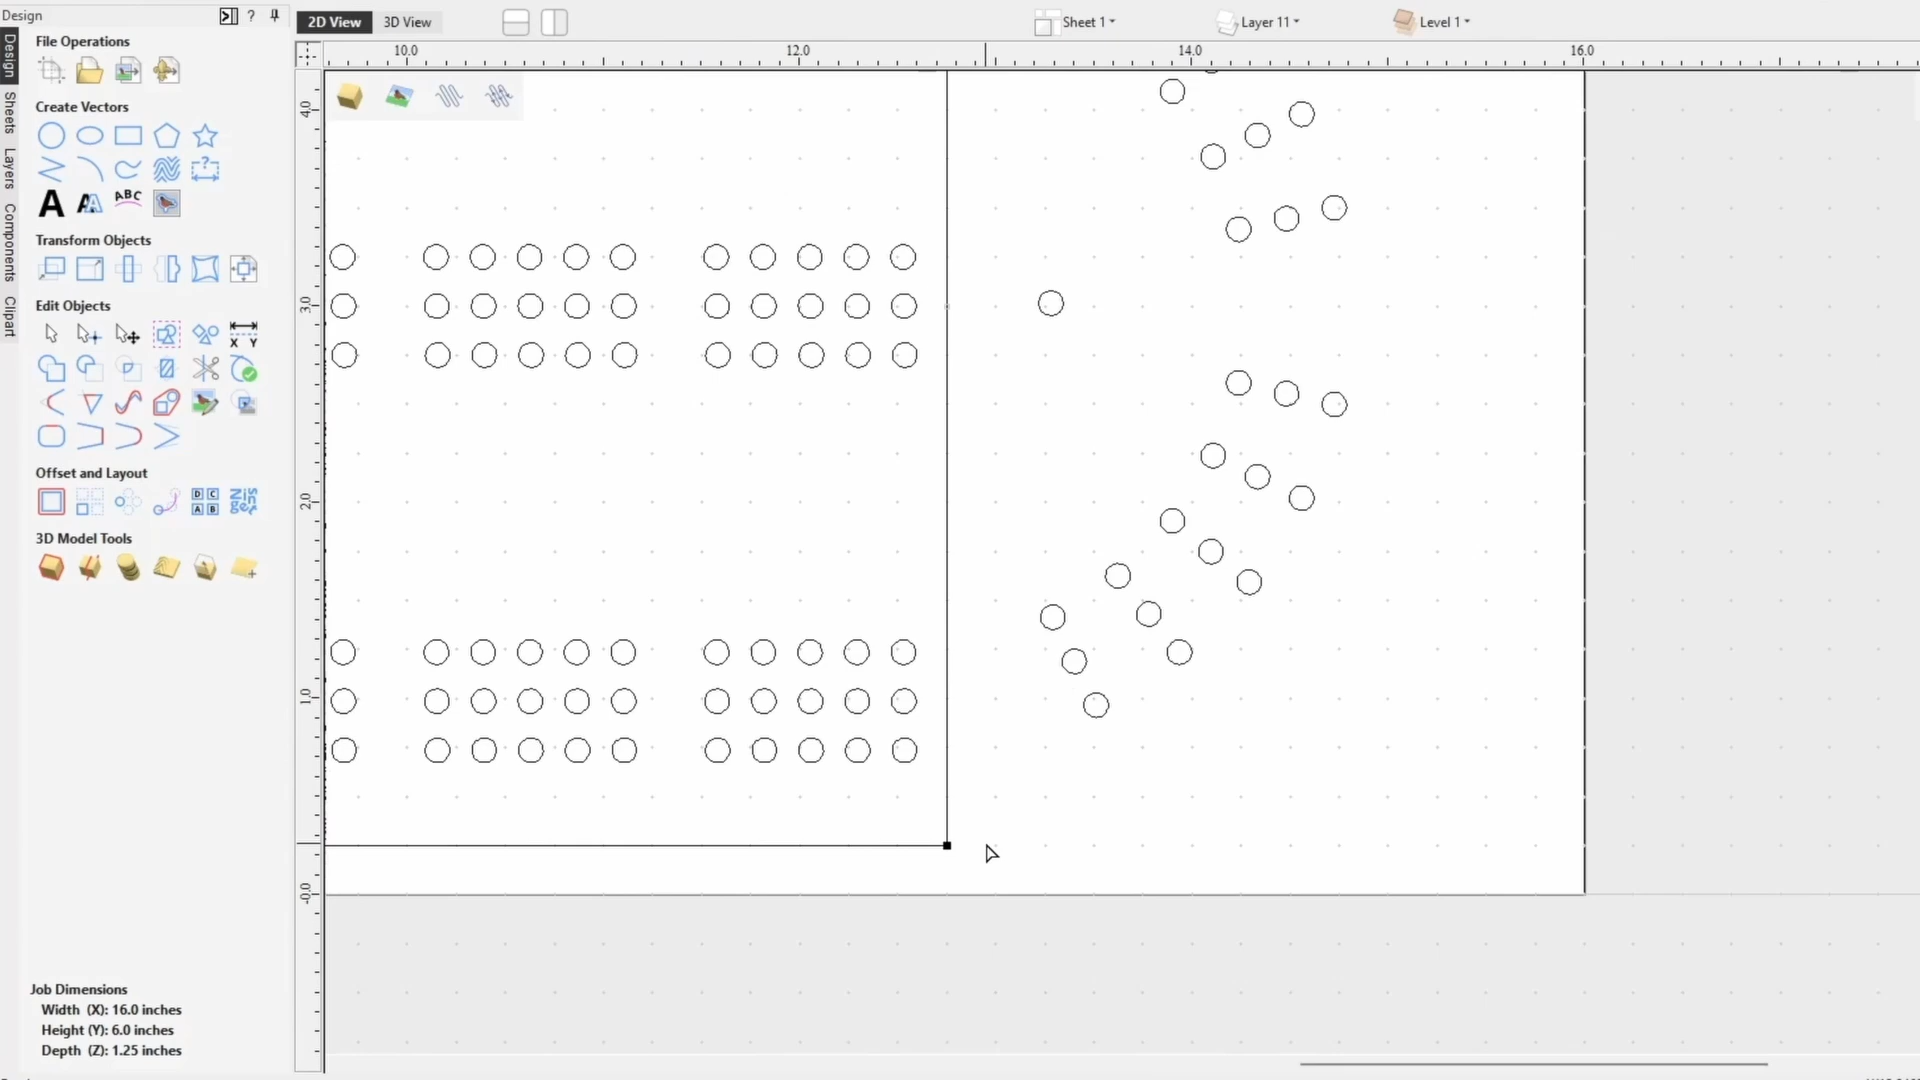 Design
?
2D View
3D View
Sheet 1
Layer 11
Level 1
File Operations
10.0
12.0
14.0
16.0
Design
Sheets
Layers
Components
Clipart
Create Vectors
A
ABC
Transform Objects
Edit Objects
X Y
Offset and Layout
D C
A B
3D Model Tools
4.0
3.0
2.0
1.0
-0.0
Job Dimensions
Width (X): 16.0 inches
Height (Y): 6.0 inches
Depth (Z): 1.25 inches